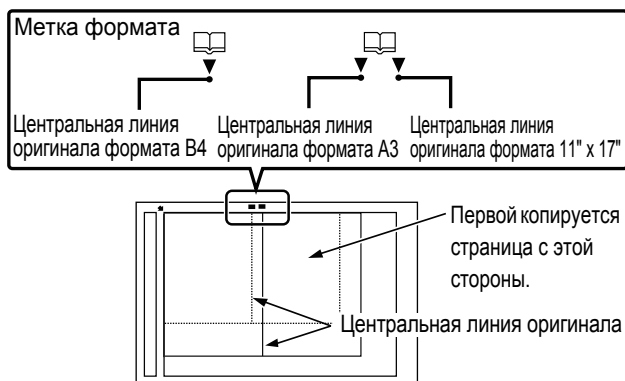 Метка формата
Центральная линия
оригинала формата B4
Центральная линия
оригинала формата A3
Центральная линия
оригинала формата 11" x 17"
Первой копируется
страница с этой
стороны.
Центральная линия оригинала